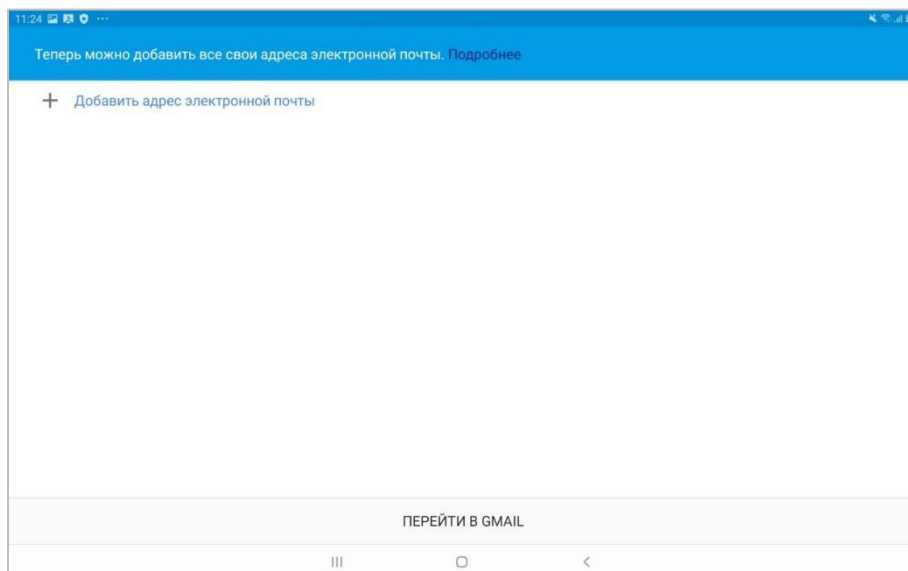 11:24
Теперь можно добавить все свои адреса электронной почты. Подробнее
Добавить адрес электронной почты
ПЕРЕЙТИ В GMAIL